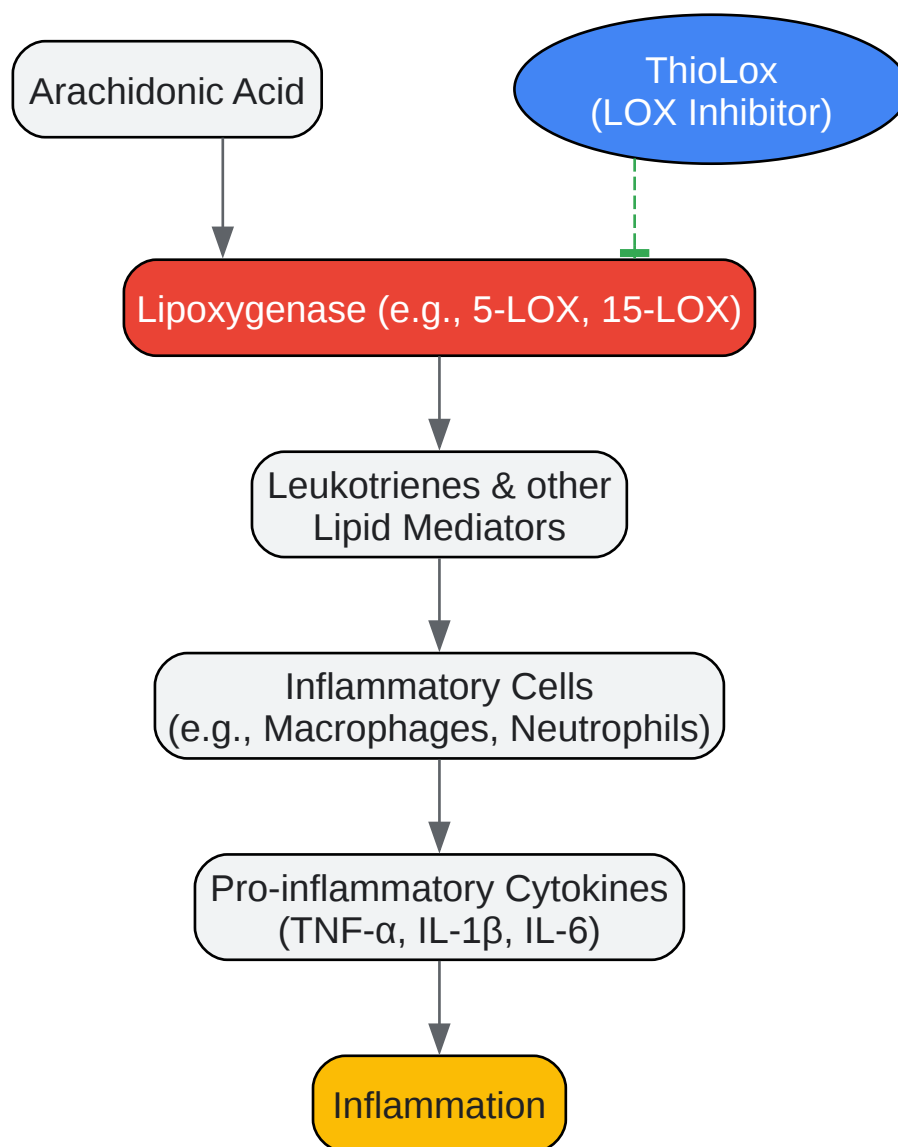 Arachidonic Acid
ThioLox
(LOX Inhibitor)
Lipoxygenase (e.g., 5-LOX, 15-LOX)
Leukotrienes & other
Lipid Mediators
Inflammatory Cells
(e.g., Macrophages, Neutrophils)
Pro-inflammatory Cytokines
(TNF-α, IL-1β, IL-6)
Inflammation